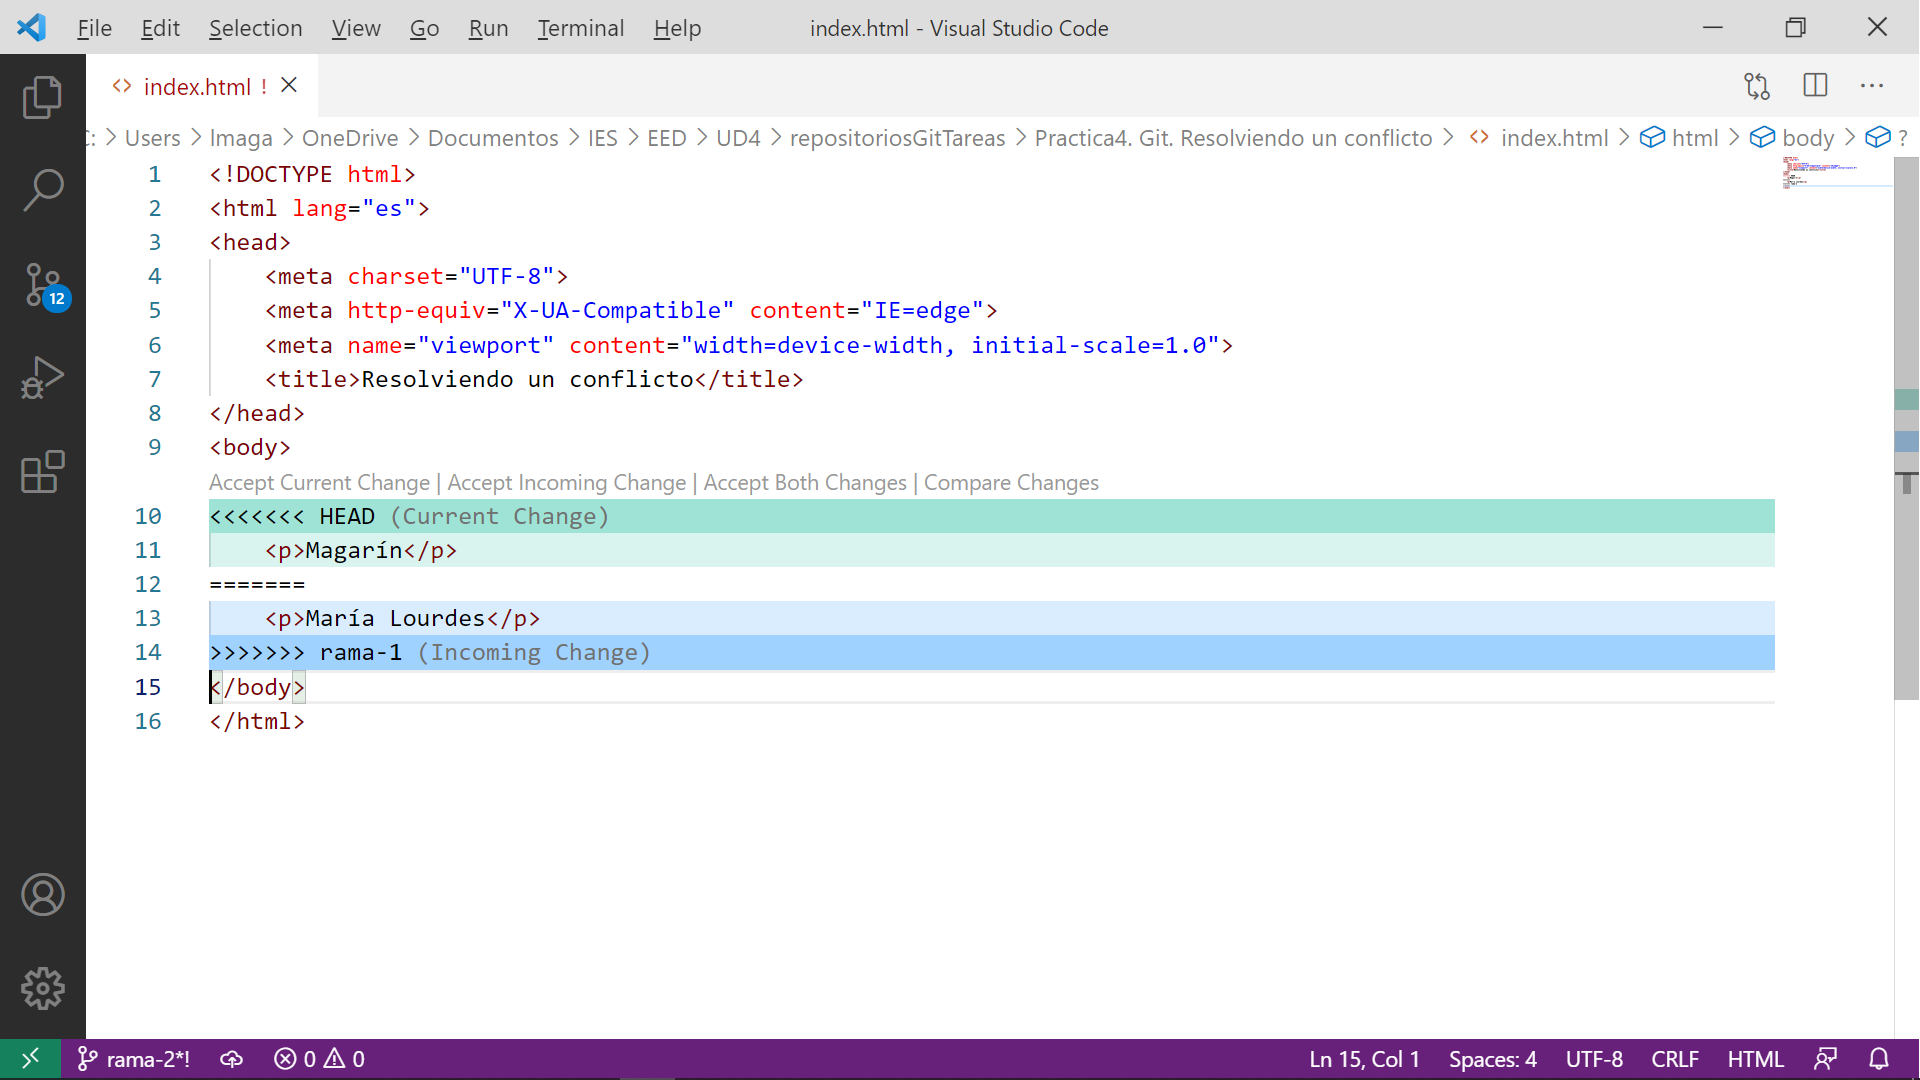 File Edit Selection View Go Run Terminal Help index.html - Visual Studio Code
index.html !
C: > Users > lmaga > OneDrive > Documentos > IES > EED > UD4 > repositoriosGitTareas > Practica4. Git. Resolviendo un conflicto > index.html > html > body > ?
1 <!DOCTYPE html>
2 <html lang="es">
3 <head>
4 <meta charset="UTF-8">
5 <meta http-equiv="X-UA-Compatible" content="IE=edge">
6 <meta name="viewport" content="width=device-width, initial-scale=1.0">
7 <title>Resolviendo un conflicto</title>
8 </head>
9 <body>
Accept Current Change | Accept Incoming Change | Accept Both Changes | Compare Changes
10 <<<<<<< HEAD (Current Change)
11 <p>Magarín</p>
12 =======
13 <p>María Lourdes</p>
14 >>>>>>> rama-1 (Incoming Change)
15 </body>
16 </html>
12
rama-2*! 0 0 Ln 15, Col 1 Spaces: 4 UTF-8 CRLF HTML